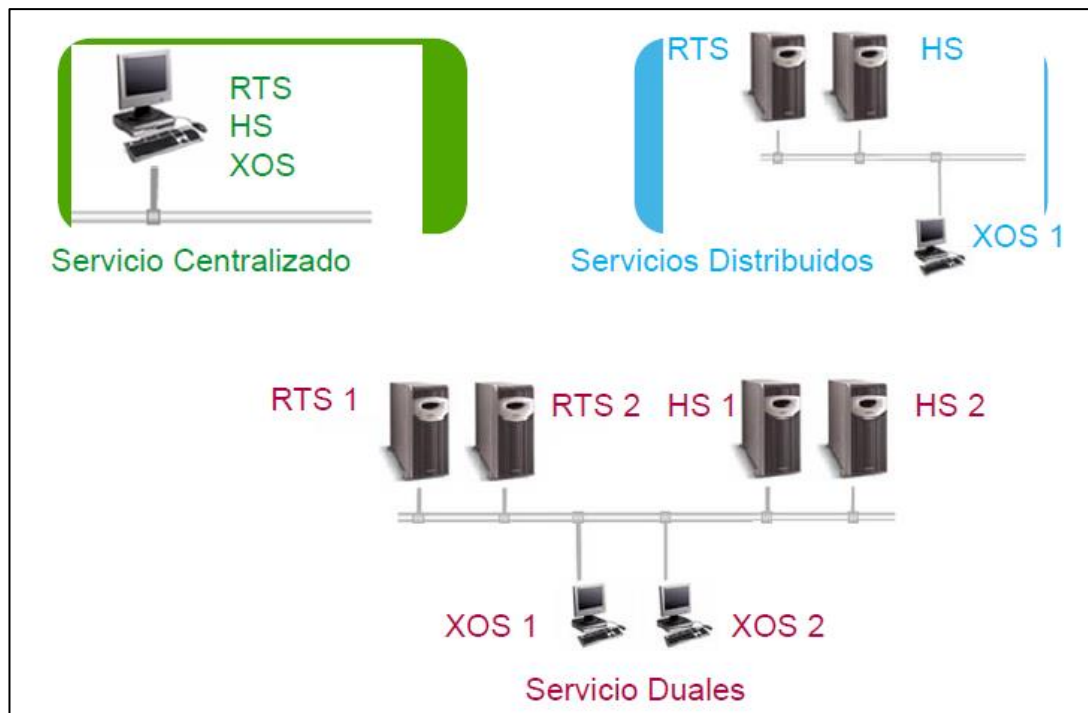 RTS
HS
XOS
Servicio Centralizado
RTS
HS
XOS 1
Servicios Distribuidos
RTS 1
RTS 2
HS 1
HS 2
XOS 1
XOS 2
Servicio Duales